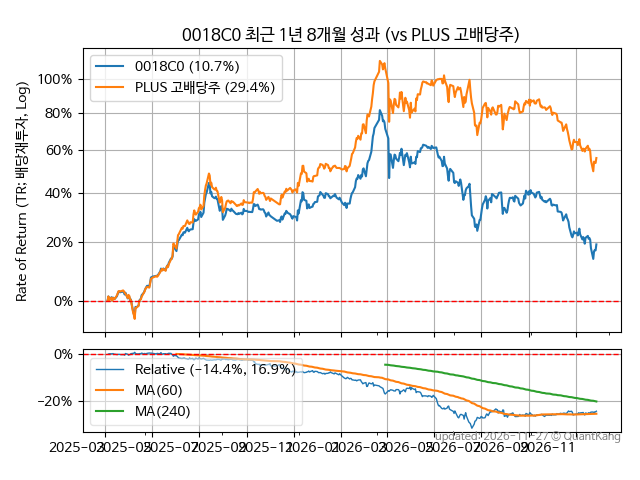 0018C0 최근 1년 8개월 성과 (vs PLUS 고배당주)
Rate of Return (TR: 배당재투자, Log)
0018C0 (10.7%)
PLUS 고배당주 (29.4%)
100%
80%
60%
40%
20%
0%
0%
−20%
Relative (−14.4%, 16.9%)
MA(60)
MA(240)
updated: 2026-11-27 © QuantKang
2025-03 2025-05 2025-07 2025-09 2025-11 2026-01 2026-03 2026-05 2026-07 2026-09 2026-11